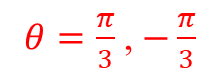 θ = π/3 , − π/3